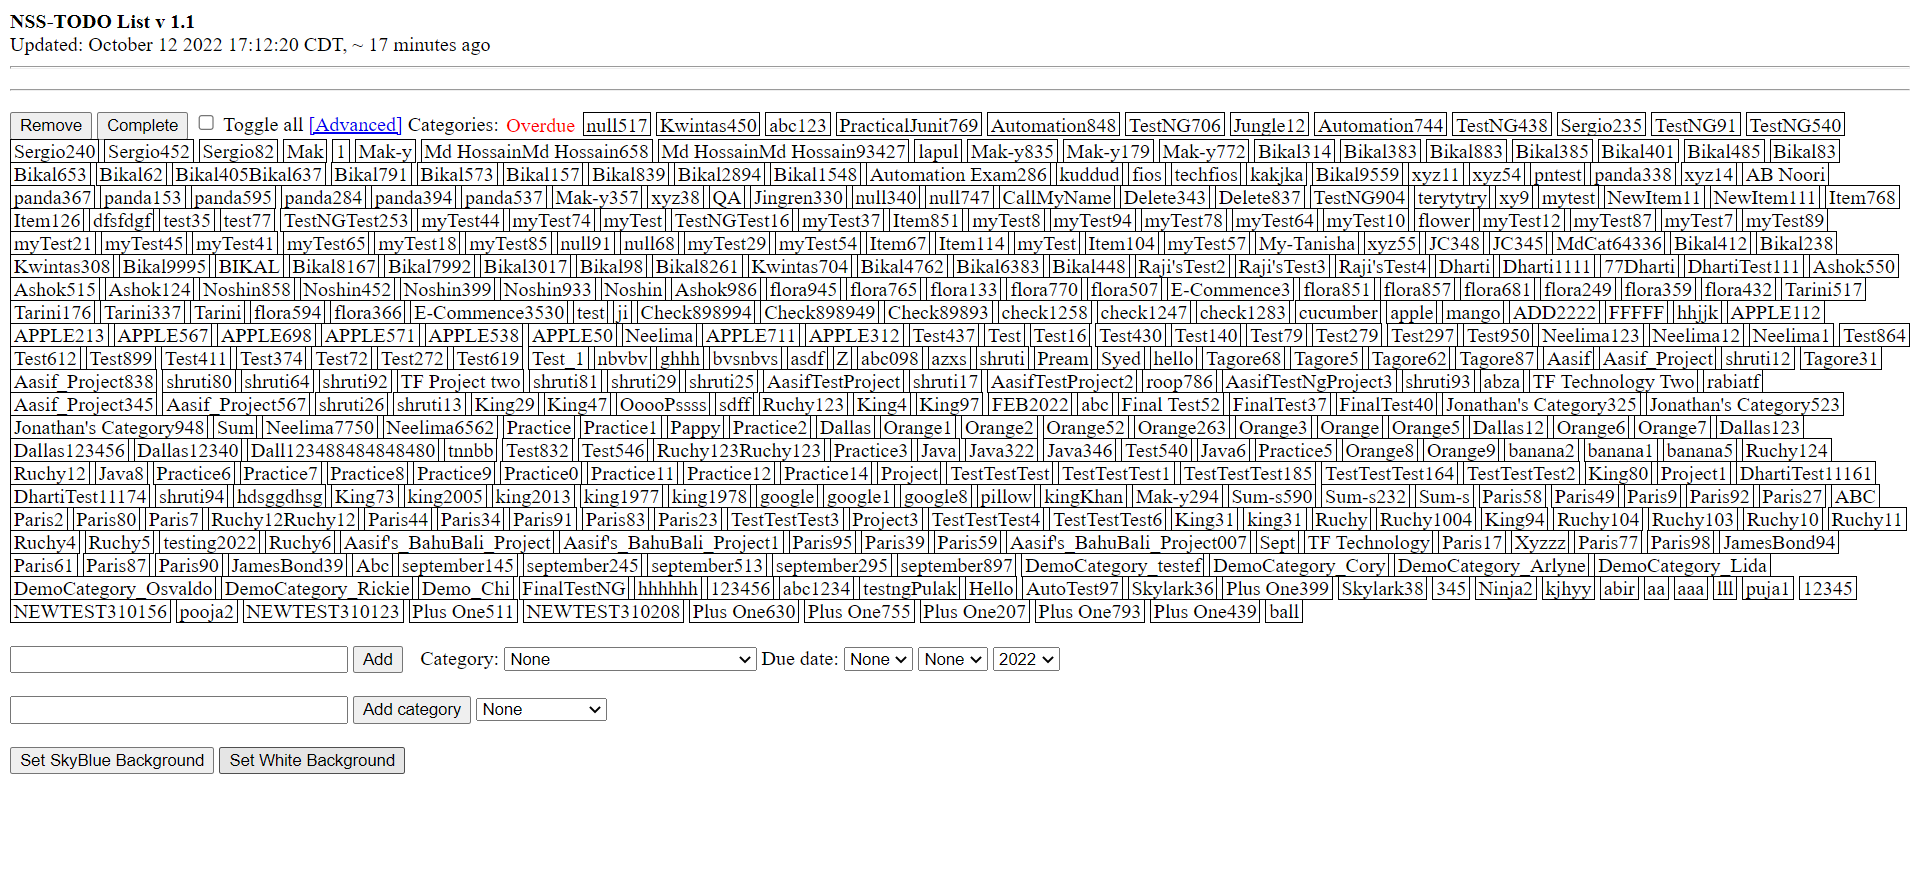 NSS-TODO List v 1.1
Updated: October 12 2022 17:12:20 CDT, ~ 17 minutes ago
Remove Complete Toggle all [Advanced] Categories: Overdue null517 Kwintas450 abc123 PracticalJunit769 Automation848 TestNG706 Jungle12 Automation744 TestNG438 Sergio235 TestNG91 TestNG540
Sergio240 Sergio452 Sergio82 Mak 1 Mak-y Md HossainMd Hossain658 Md HossainMd Hossain93427 lapul Mak-y835 Mak-y179 Mak-y772 Bikal314 Bikal383 Bikal883 Bikal385 Bikal401 Bikal485 Bikal83
Bikal653 Bikal62 Bikal405Bikal637 Bikal791 Bikal573 Bikal157 Bikal839 Bikal2894 Bikal1548 Automation Exam286 kuddud fios techfios kakjka Bikal9559 xyz11 xyz54 pntest panda338 xyz14 AB Noori
panda367 panda153 panda595 panda284 panda394 panda537 Mak-y357 xyz38 QA Jingren330 null340 null747 CallMyName Delete343 Delete837 TestNG904 terytytry xy9 mytest NewItem11 NewItem111 Item768
Item126 dfsfdgf test35 test77 TestNGTest253 myTest44 myTest74 myTest TestNGTest16 myTest37 Item851 myTest8 myTest94 myTest78 myTest64 myTest10 flower myTest12 myTest87 myTest7 myTest89
myTest21 myTest45 myTest41 myTest65 myTest18 myTest85 null91 null68 myTest29 myTest54 Item67 Item114 myTest Item104 myTest57 My-Tanisha xyz55 JC348 JC345 MdCat64336 Bikal412 Bikal238
Kwintas308 Bikal9995 BIKAL Bikal8167 Bikal7992 Bikal3017 Bikal98 Bikal8261 Kwintas704 Bikal4762 Bikal6383 Bikal448 Raji'sTest2 Raji'sTest3 Raji'sTest4 Dharti Dharti1111 77Dharti DhartiTest111 Ashok550
Ashok515 Ashok124 Noshin858 Noshin452 Noshin399 Noshin933 Noshin Ashok986 flora945 flora765 flora133 flora770 flora507 E-Commence3 flora851 flora857 flora681 flora249 flora359 flora432 Tarini517
Tarini176 Tarini337 Tarini flora594 flora366 E-Commence3530 test ji Check898994 Check898949 Check89893 check1258 check1247 check1283 cucumber apple mango ADD2222 FFFFF hhjjk APPLE112
APPLE213 APPLE567 APPLE698 APPLE571 APPLE538 APPLE50 Neelima APPLE711 APPLE312 Test437 Test Test16 Test430 Test140 Test79 Test279 Test297 Test950 Neelima123 Neelima12 Neelima1 Test864
Test612 Test899 Test411 Test374 Test72 Test272 Test619 Test_1 nbvbv ghhh bvsnbvs asdf Z abc098 azxs shruti Pream Syed hello Tagore68 Tagore5 Tagore62 Tagore87 Aasif Aasif_Project shruti12 Tagore31
Aasif_Project838 shruti80 shruti64 shruti92 TF Project two shruti81 shruti29 shruti25 AasifTestProject shruti17 AasifTestProject2 roop786 AasifTestNgProject3 shruti93 abza TF Technology Two rabiatf
Aasif_Project345 Aasif_Project567 shruti26 shruti13 King29 King47 OoooPssss sdff Ruchy123 King4 King97 FEB2022 abc Final Test52 FinalTest37 FinalTest40 Jonathan's Category325 Jonathan's Category523
Jonathan's Category948 Sum Neelima7750 Neelima6562 Practice Practice1 Pappy Practice2 Dallas Orange1 Orange2 Orange52 Orange263 Orange3 Orange Orange5 Dallas12 Orange6 Orange7 Dallas123
Dallas123456 Dallas12340 Dall123488484848480 tnnbb Test832 Test546 Ruchy123Ruchy123 Practice3 Java Java322 Java346 Test540 Java6 Practice5 Orange8 Orange9 banana2 banana1 banana5 Ruchy124
Ruchy12 Java8 Practice6 Practice7 Practice8 Practice9 Practice0 Practice11 Practice12 Practice14 Project TestTestTest TestTestTest1 TestTestTest185 TestTestTest164 TestTestTest2 King80 Project1 DhartiTest11161
DhartiTest11174 shruti94 hdsggdhsg King73 king2005 king2013 king1977 king1978 google google1 google8 pillow kingKhan Mak-y294 Sum-s590 Sum-s232 Sum-s Paris58 Paris49 Paris9 Paris92 Paris27 ABC
Paris2 Paris80 Paris7 Ruchy12Ruchy12 Paris44 Paris34 Paris91 Paris83 Paris23 TestTestTest3 Project3 TestTestTest4 TestTestTest6 King31 king31 Ruchy Ruchy1004 King94 Ruchy104 Ruchy103 Ruchy10 Ruchy11
Ruchy4 Ruchy5 testing2022 Ruchy6 Aasif's_BahuBali_Project Aasif's_BahuBali_Project1 Paris95 Paris39 Paris59 Aasif's_BahuBali_Project007 Sept TF Technology Paris17 Xyzzz Paris77 Paris98 JamesBond94
Paris61 Paris87 Paris90 JamesBond39 Abc september145 september245 september513 september295 september897 DemoCategory_testef DemoCategory_Cory DemoCategory_Arlyne DemoCategory_Lida
DemoCategory_Osvaldo DemoCategory_Rickie Demo_Chi FinalTestNG hhhhhh 123456 abc1234 testngPulak Hello AutoTest97 Skylark36 Plus One399 Skylark38 345 Ninja2 kjhyy abir aa aaa lll puja1 12345
NEWTEST310156 pooja2 NEWTEST310123 Plus One511 NEWTEST310208 Plus One630 Plus One755 Plus One207 Plus One793 Plus One439 ball
Add Category: None Due date: None None 2022
Add category None
Set SkyBlue Background Set White Background